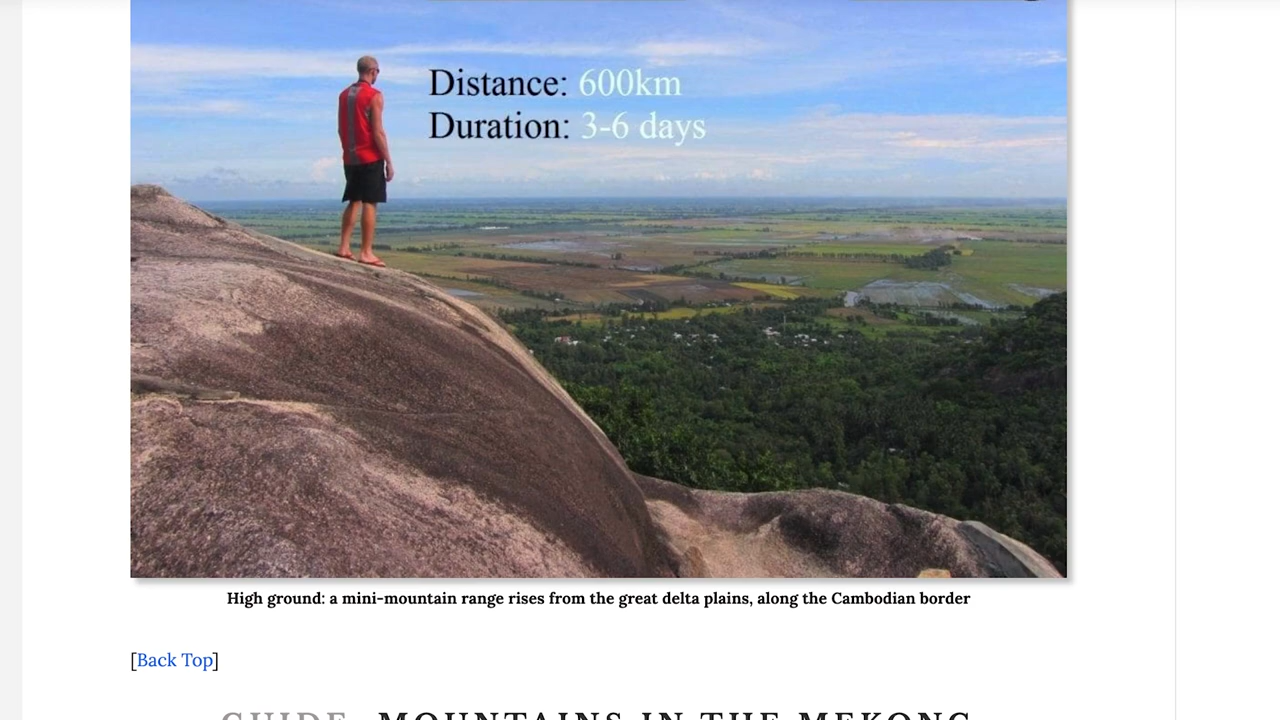 Distance: 600km
Duration: 3-6 days
High ground: a mini-mountain range rises from the great delta plains, along the Cambodian border
[Back Top]
GUIDE MOUNTAINS IN THE MEKONG